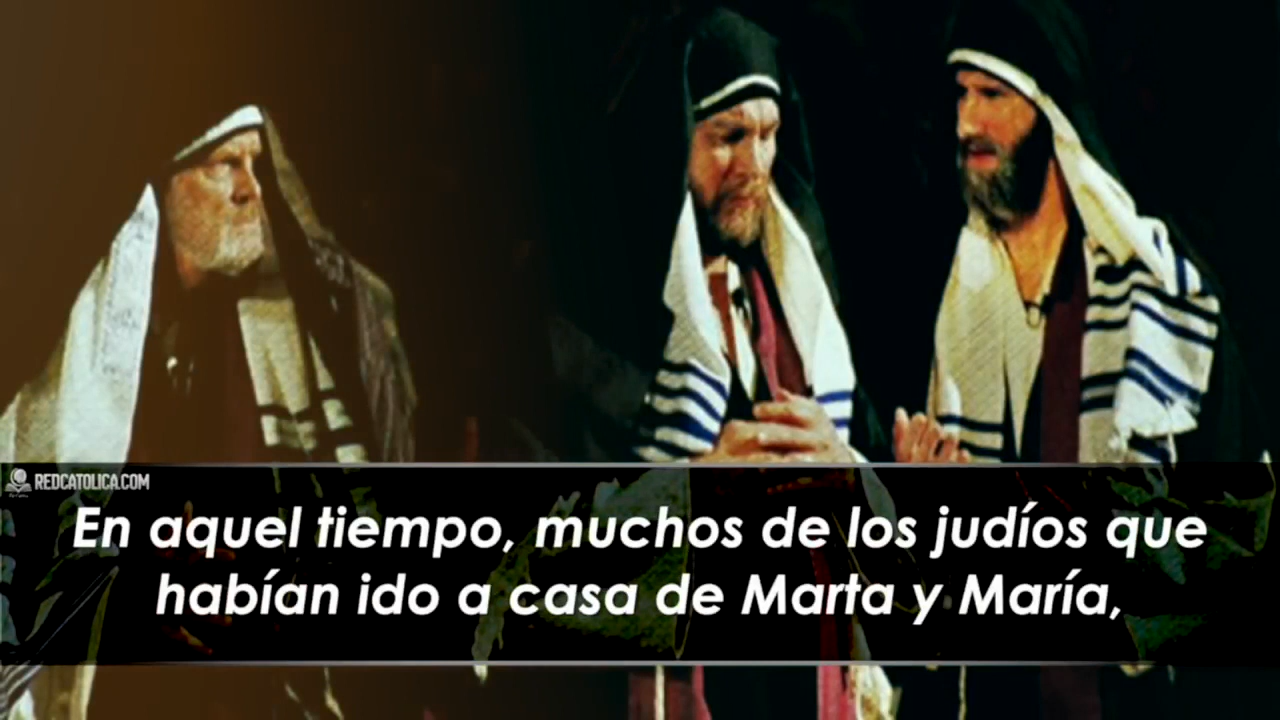 REDCATOLICA.COM
En aquel tiempo, muchos de los judíos que
habían ido a casa de Marta y María,